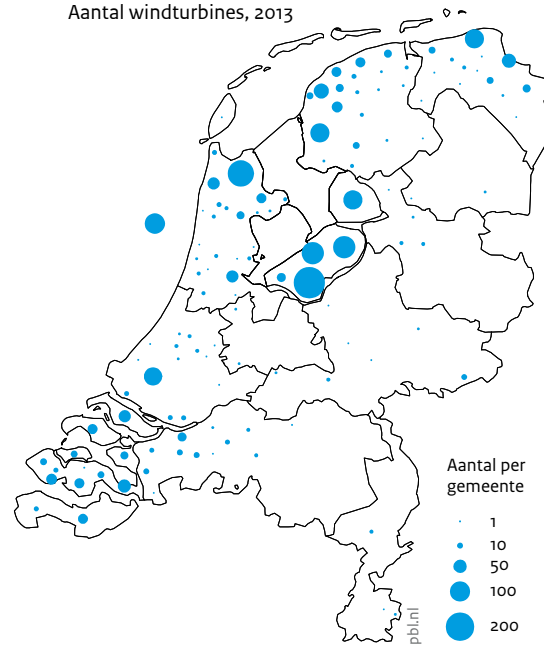 Aantal windturbines, 2013
Aantal per
gemeente
1
10
50
100
200
pbl.nl